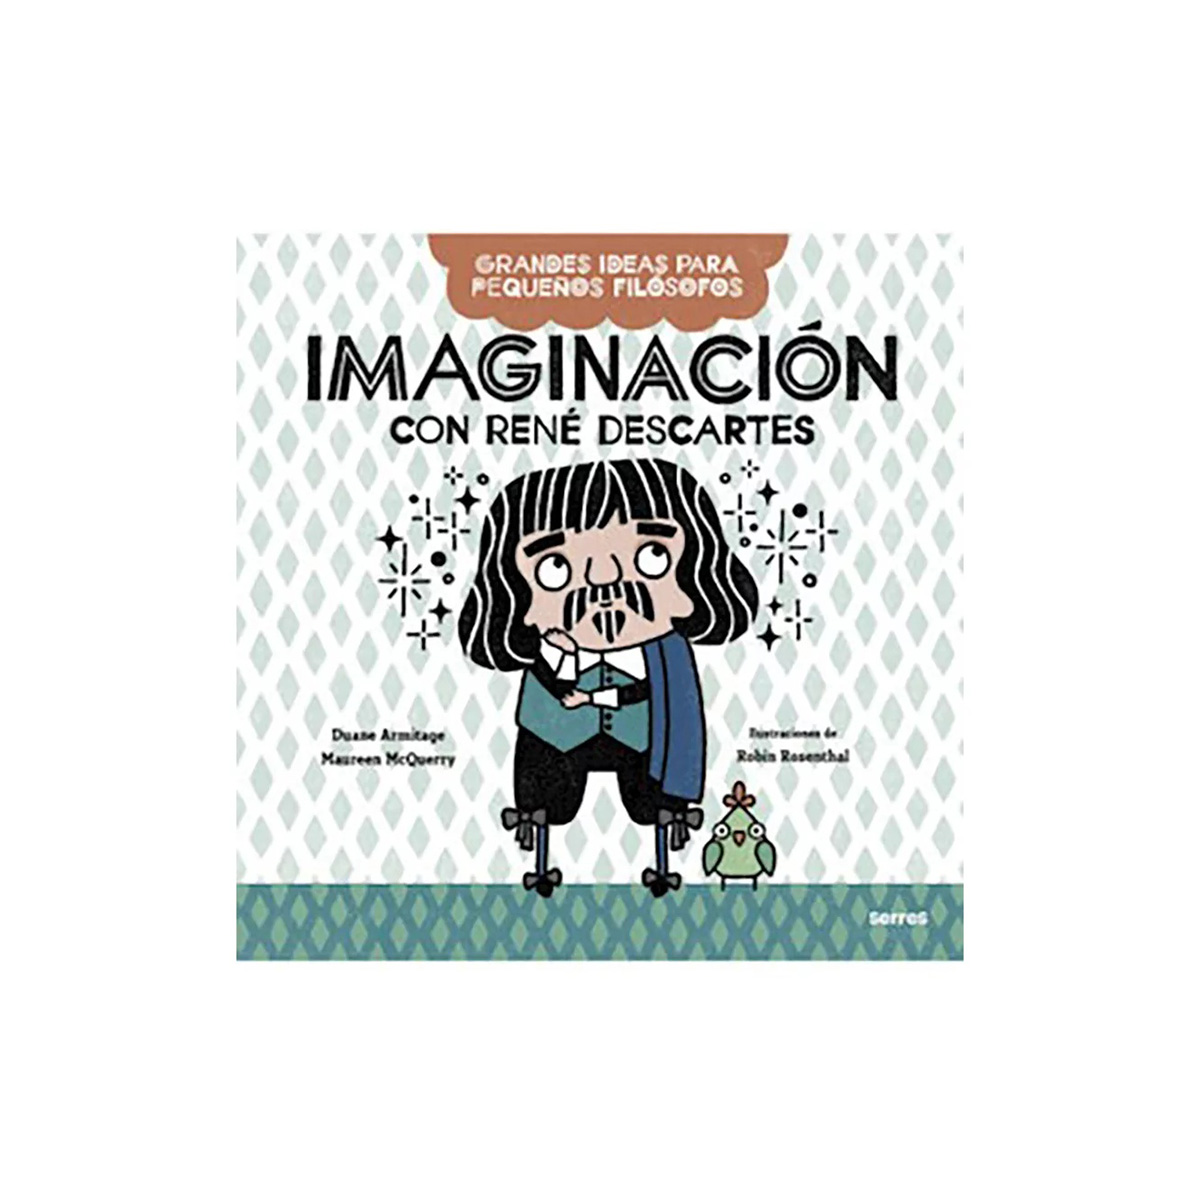 GRANDES IDEAS PARA
PEQUEÑOS FILÓSOFOS
IMAGINACIÓN
CON RENÉ DESCARTES
Duane Armitage
Maureen McQuerry
Ilustraciones de
Robin Rosenthal
serres